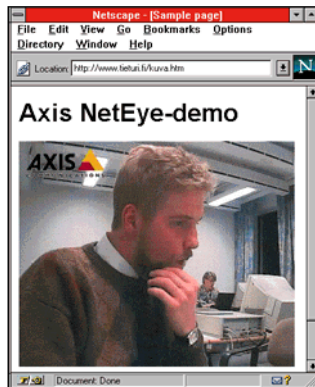 Netscape - [Sample page]
File Edit View Go Bookmarks Options
Directory Window Help
Location: http://www.tieturi.fi/kuva.htm
N
Axis NetEye-demo
AXIS
COMMUNICATIONS
Document: Done